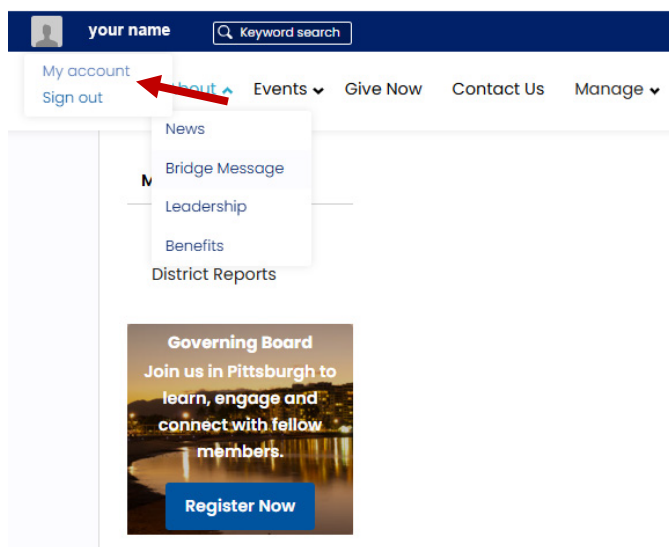 your name
Keyword search
My account
Sign out
About
Events
Give Now
Contact Us
Manage
News
Bridge Message
Leadership
Benefits
District Reports
Governing Board
Join us in Pittsburgh to
learn, engage and
connect with fellow
members.
Register Now